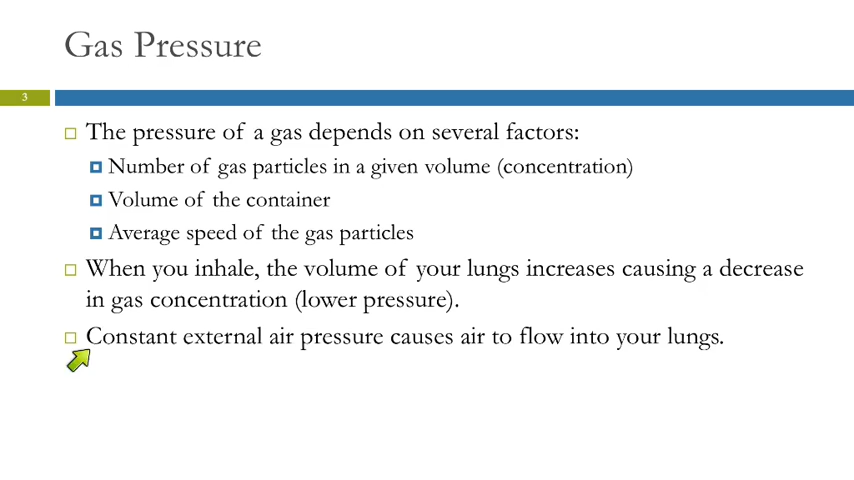 Gas Pressure
3
The pressure of a gas depends on several factors:
Number of gas particles in a given volume (concentration)
Volume of the container
Average speed of the gas particles
When you inhale, the volume of your lungs increases causing a decrease
in gas concentration (lower pressure).
Constant external air pressure causes air to flow into your lungs.